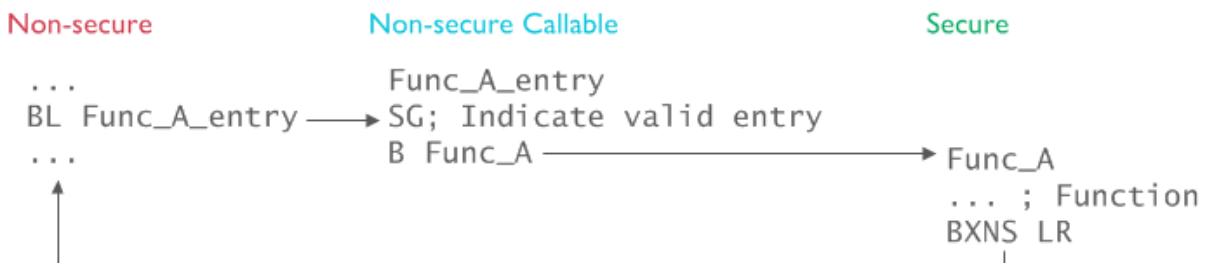 Non-secure
Non-secure Callable
Secure
...
BL Func_A_entry
...
Func_A_entry
SG; Indicate valid entry
B Func_A
Func_A
... ; Function
BXNS LR